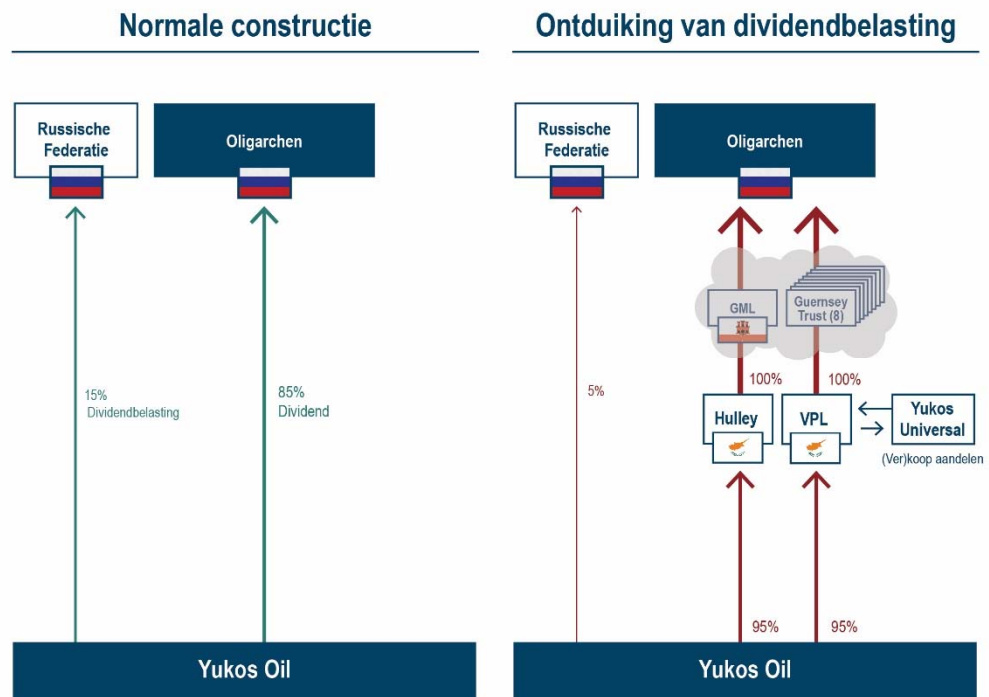 Normale constructie
Russische
Federatie
Oligarchen
15%
Dividendbelasting
85%
Dividend
Yukos Oil
Ontduiking van dividendbelasting
Russische
Federatie
Oligarchen
GML
Guernsey
Trust (8)
5%
100%
100%
Hulley
VPL
Yukos
Universal
(Ver)koop aandelen
95%
95%
Yukos Oil